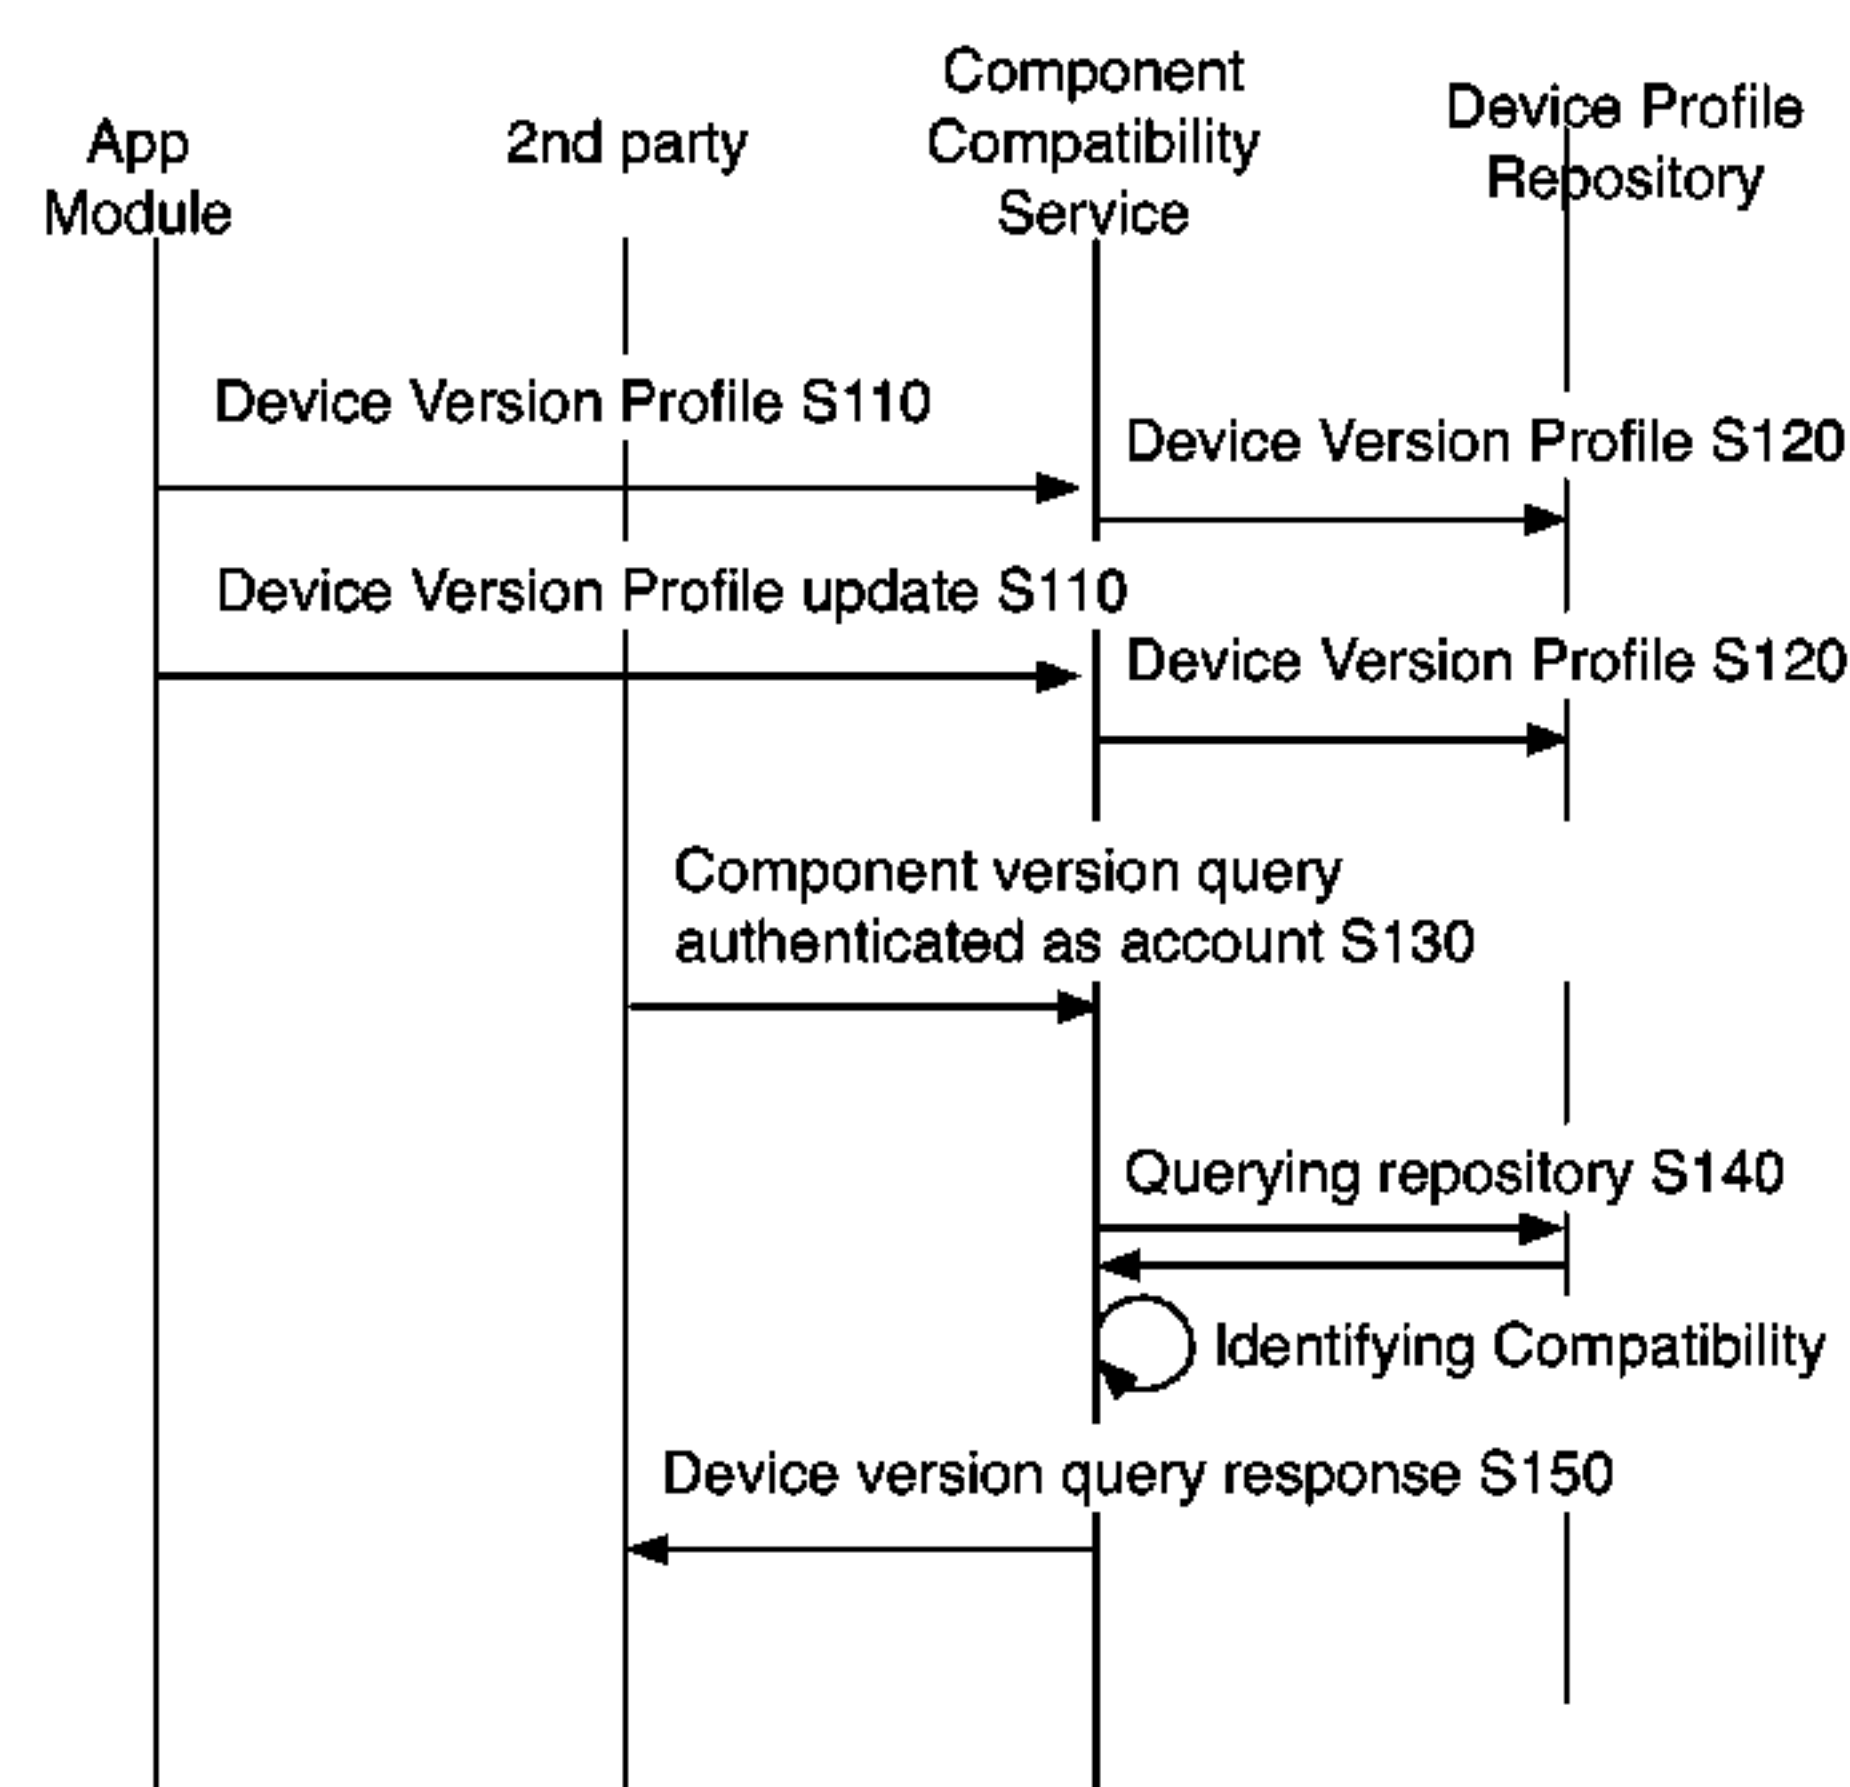 App
Module
2nd party
Component
Compatibility
Service
Device Profile
Repository
Device Version Profile S110
Device Version Profile S120
Device Version Profile update S110
Device Version Profile S120
Component version query
authenticated as account S130
Querying repository S140
Identifying Compatibility
Device version query response S150